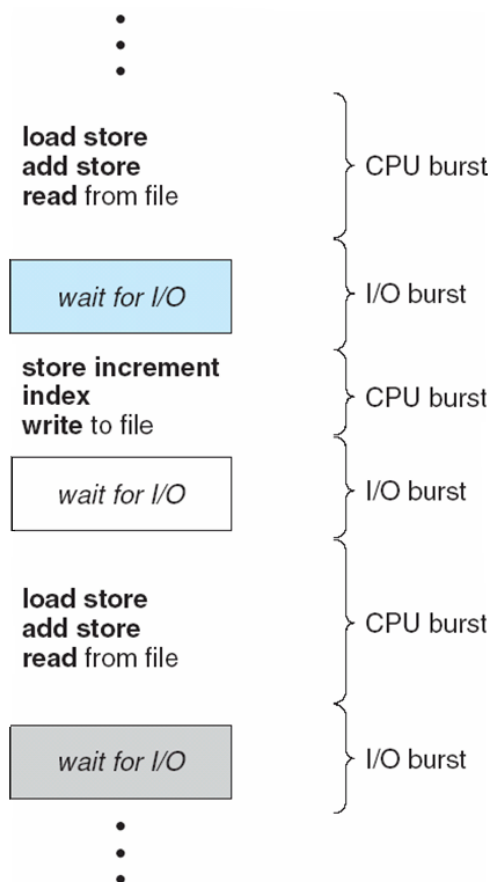 load store
add store
read from file
CPU burst
wait for I/O
I/O burst
store increment
index
write to file
CPU burst
wait for I/O
I/O burst
load store
add store
read from file
CPU burst
wait for I/O
I/O burst